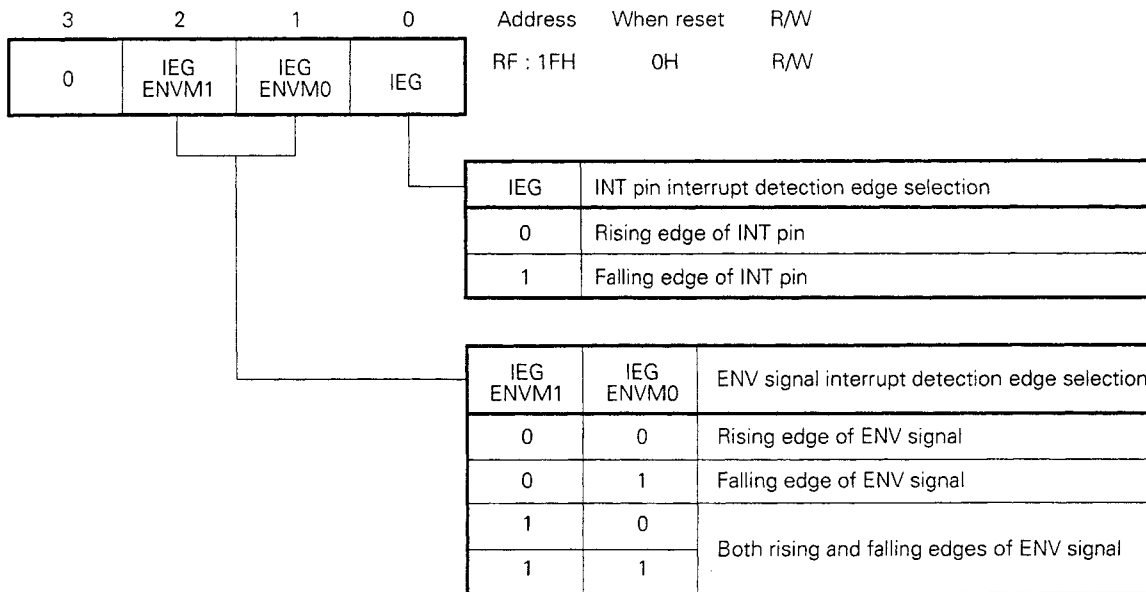 3 2 1 0 Address When reset R/W
0 IEG ENVM1 IEG ENVM0 IEG RF : 1FH 0H R/W
IEG INT pin interrupt detection edge selection
0 Rising edge of INT pin
1 Falling edge of INT pin
IEG ENVM1 IEG ENVM0 ENV signal interrupt detection edge selection
0 0 Rising edge of ENV signal
0 1 Falling edge of ENV signal
1 0 Both rising and falling edges of ENV signal
1 1